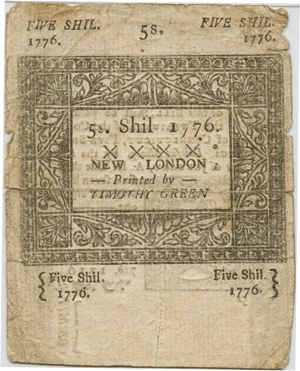 FIVE SHIL. 5s. FIVE SHIL.
1776. 1776.
5s. Shil 1776.
X X X X
NEW LONDON,
— Printed by —
TIMOTHY GREEN
{Five Shil. Five Shil.}
{1776. 1776.}